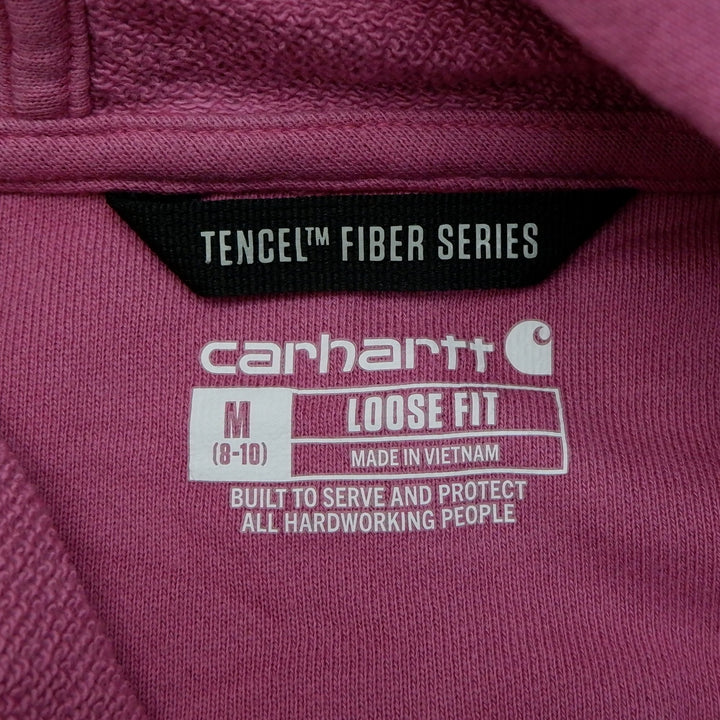 TENCEL™ FIBER SERIES
carhartt
M
(8-10)
LOOSE FIT
MADE IN VIETNAM
BUILT TO SERVE AND PROTECT
ALL HARDWORKING PEOPLE